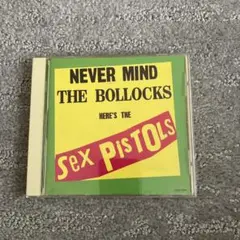 NEVER MIND
THE BOLLOCKS
HERE'S THE
Sex PISTOLS